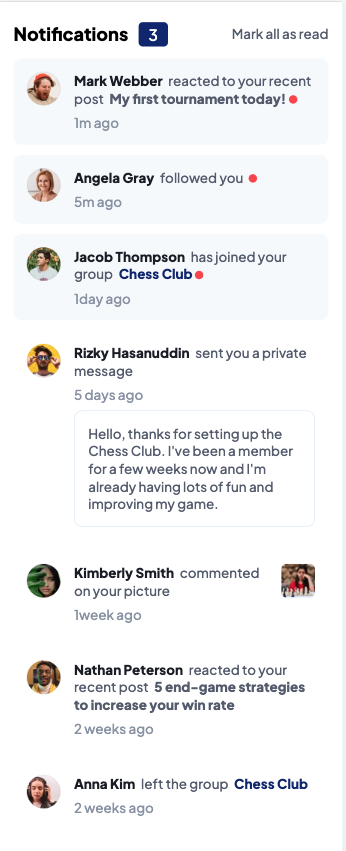 Notifications 3 Mark all as read
Mark Webber reacted to your recent
post My first tournament today!
1m ago
Angela Gray followed you
5m ago
Jacob Thompson has joined your
group Chess Club
1day ago
Rizky Hasanuddin sent you a private
message
5 days ago
Hello, thanks for setting up the
Chess Club. I've been a member
for a few weeks now and I'm
already having lots of fun and
improving my game.
Kimberly Smith commented
on your picture
1week ago
Nathan Peterson reacted to your
recent post 5 end-game strategies
to increase your win rate
2 weeks ago
Anna Kim left the group Chess Club
2 weeks ago